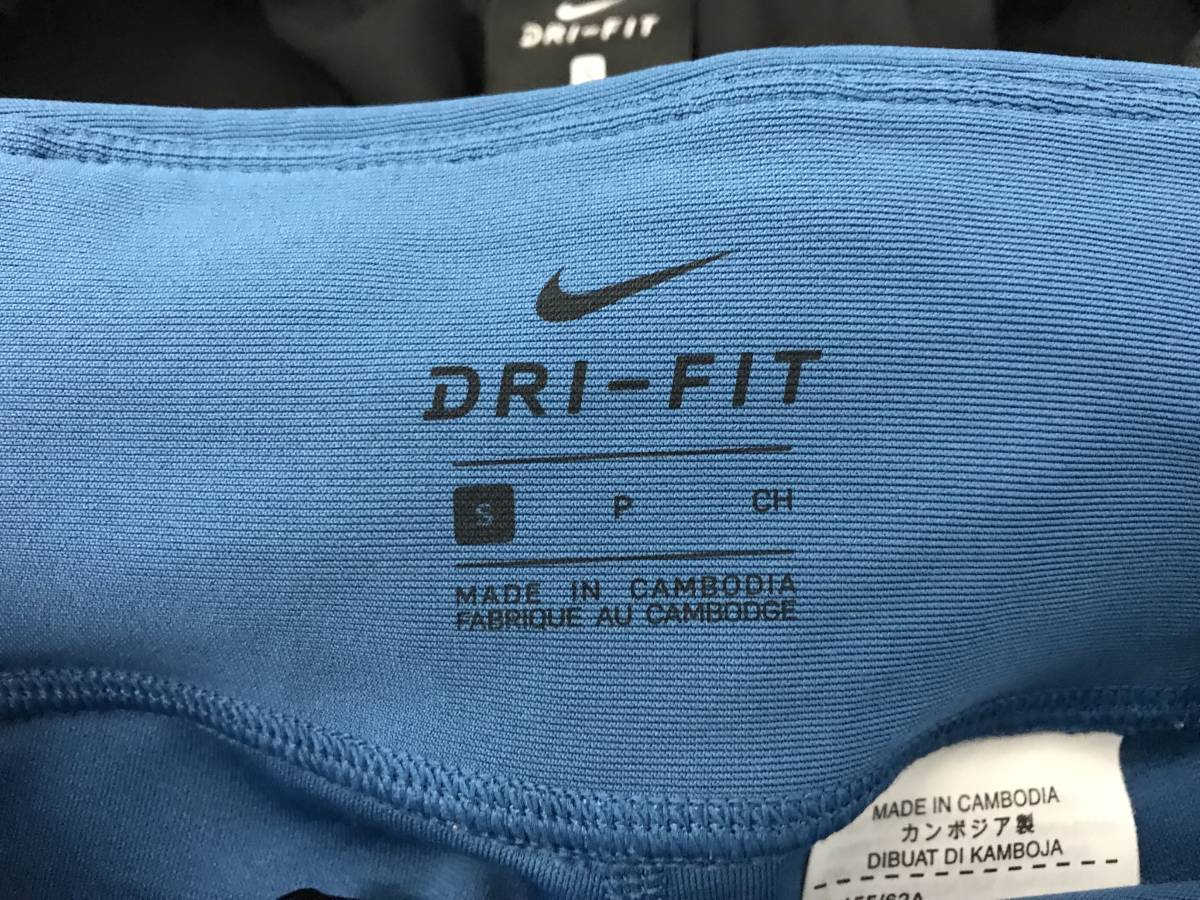 DRI-FIT
DRI-FIT
S P CH
MADE IN CAMBODIA
FABRIQUE AU CAMBODGE
MADE IN CAMBODIA
カンボジア製
DIBUAT DI KAMBOJA